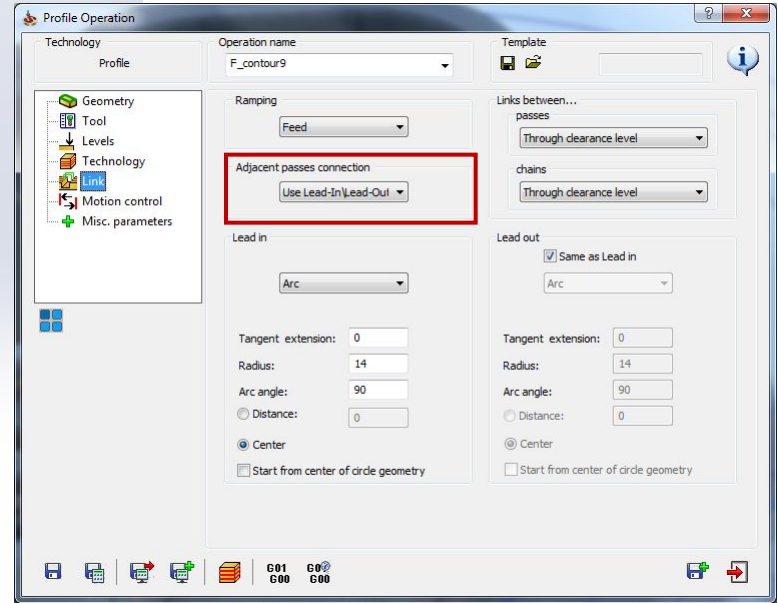 Profile Operation
Technology
Profile
Operation name
F_contour9
Template
Geometry
Tool
Levels
Technology
Link
Motion control
Misc. parameters
Ramping
Feed
Adjacent passes connection
Use Lead-In\Lead-Out
Links between...
passes
Through clearance level
chains
Through clearance level
Lead in
Arc
Tangent extension: 0
Radius: 14
Arc angle: 90
Distance: 0
Center
Start from center of circle geometry
Lead out
Same as Lead in
Arc
Tangent extension: 0
Radius: 14
Arc angle: 90
Distance: 0
Center
Start from center of circle geometry
G01
G00
G0
G00